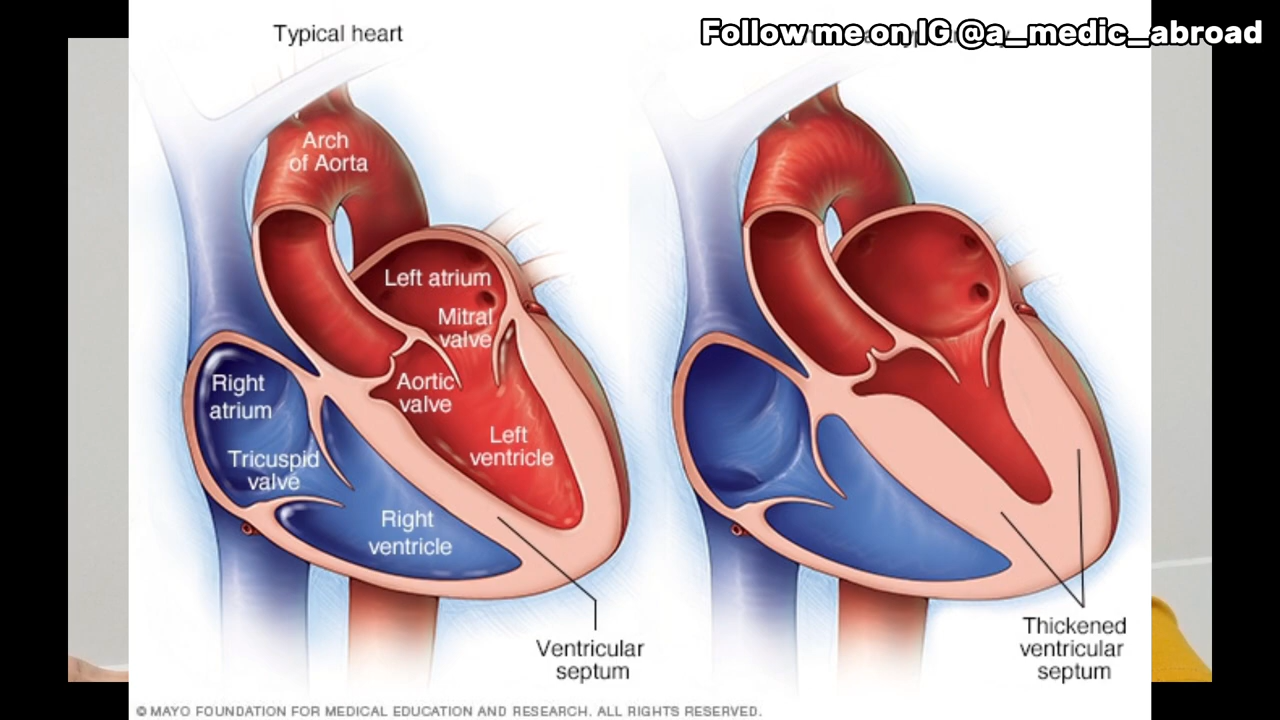 Typical heart
Follow me on IG @a_medic_abroad
Arch
of Aorta
Left atrium
Mitral
valve
Right
atrium
Aortic
valve
Left
ventricle
Tricuspid
valve
Right
ventricle
Ventricular
septum
Thickened
ventricular
septum
© MAYO FOUNDATION FOR MEDICAL EDUCATION AND RESEARCH. ALL RIGHTS RESERVED.